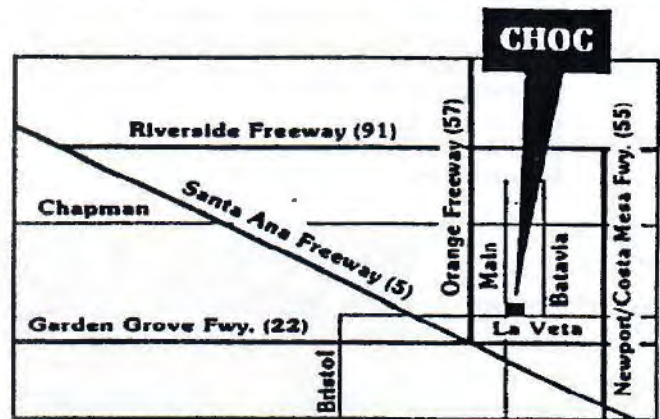 CHOC
Riverside Freeway (91)
Orange Freeway (57)
Newport/Costa Mesa Fwy. (55)
Santa Ana Freeway (5)
Chapman
Main
Batavia
La Veta
Garden Grove Fwy. (22)
Bristol